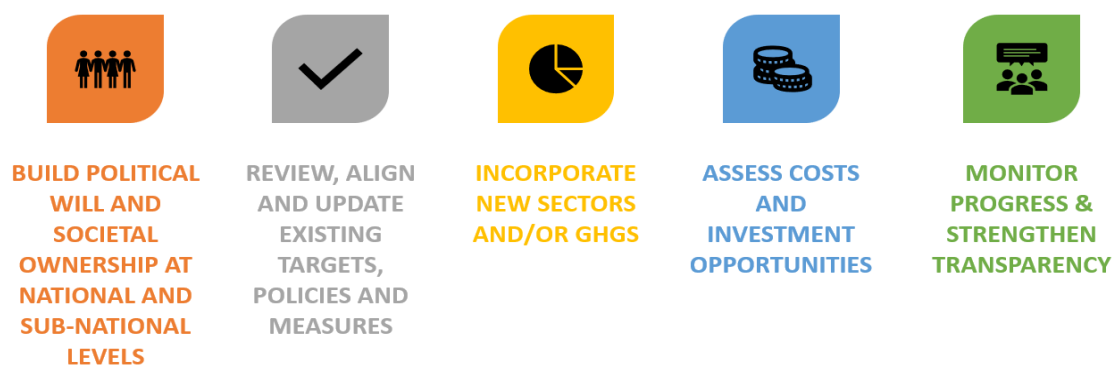 BUILD POLITICAL
WILL AND
SOCIETAL
OWNERSHIP AT
NATIONAL AND
SUB-NATIONAL
LEVELS
REVIEW, ALIGN
AND UPDATE
EXISTING
TARGETS,
POLICIES AND
MEASURES
INCORPORATE
NEW SECTORS
AND/OR GHGS
ASSESS COSTS
AND
INVESTMENT
OPPORTUNITIES
MONITOR
PROGRESS &
STRENGTHEN
TRANSPARENCY